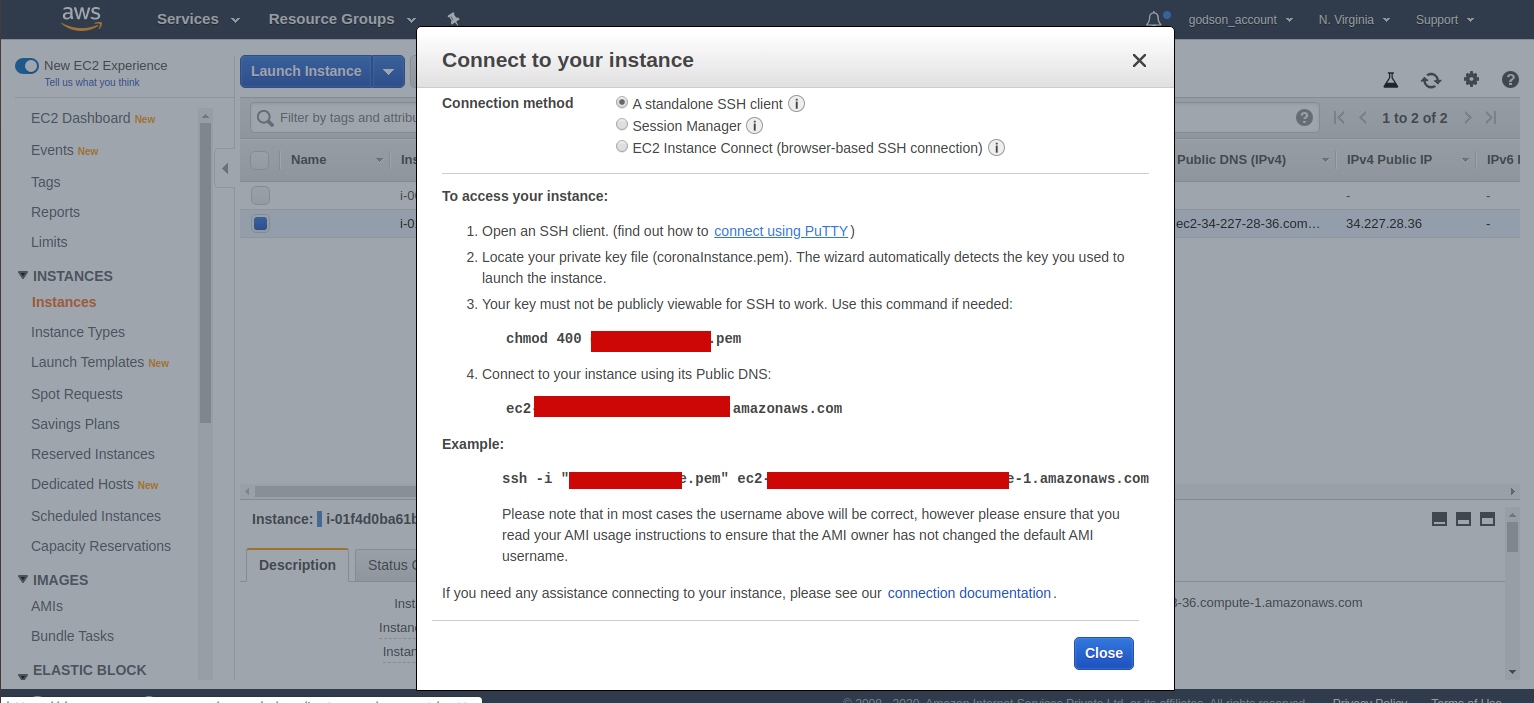 aws
Services
Resource Groups
godson_account
N. Virginia
Support
New EC2 Experience
Tell us what you think
EC2 Dashboard New
Events New
Tags
Reports
Limits
INSTANCES
Instances
Instance Types
Launch Templates New
Spot Requests
Savings Plans
Reserved Instances
Dedicated Hosts New
Scheduled Instances
Capacity Reservations
IMAGES
AMIs
Bundle Tasks
ELASTIC BLOCK
Launch Instance
Filter by tags and attribu
1 to 2 of 2
Name
Ins
Public DNS (IPv4)
IPv4 Public IP
IPv6 I
i-0
-
-
i-0
ec2-34-227-28-36.com…
34.227.28.36
-
Instance:
i-01f4d0ba61b
Description
Status C
Inst
Instanc
Instar
-36.compute-1.amazonaws.com
Connect to your instance
Connection method
A standalone SSH client
Session Manager
EC2 Instance Connect (browser-based SSH connection)
To access your instance:
1. Open an SSH client. (find out how to connect using PuTTY)
2. Locate your private key file (coronaInstance.pem). The wizard automatically detects the key you used to
launch the instance.
3. Your key must not be publicly viewable for SSH to work. Use this command if needed:
chmod 400 .pem
4. Connect to your instance using its Public DNS:
ec2 amazonaws.com
Example:
ssh -i " e.pem" ec2- e-1.amazonaws.com
Please note that in most cases the username above will be correct, however please ensure that you
read your AMI usage instructions to ensure that the AMI owner has not changed the default AMI
username.
If you need any assistance connecting to your instance, please see our connection documentation.
Close
© 2008 - 2020, Amazon Internet Services Private Ltd. or its affiliates. All rights reserved.
Privacy Policy
Terms of Use